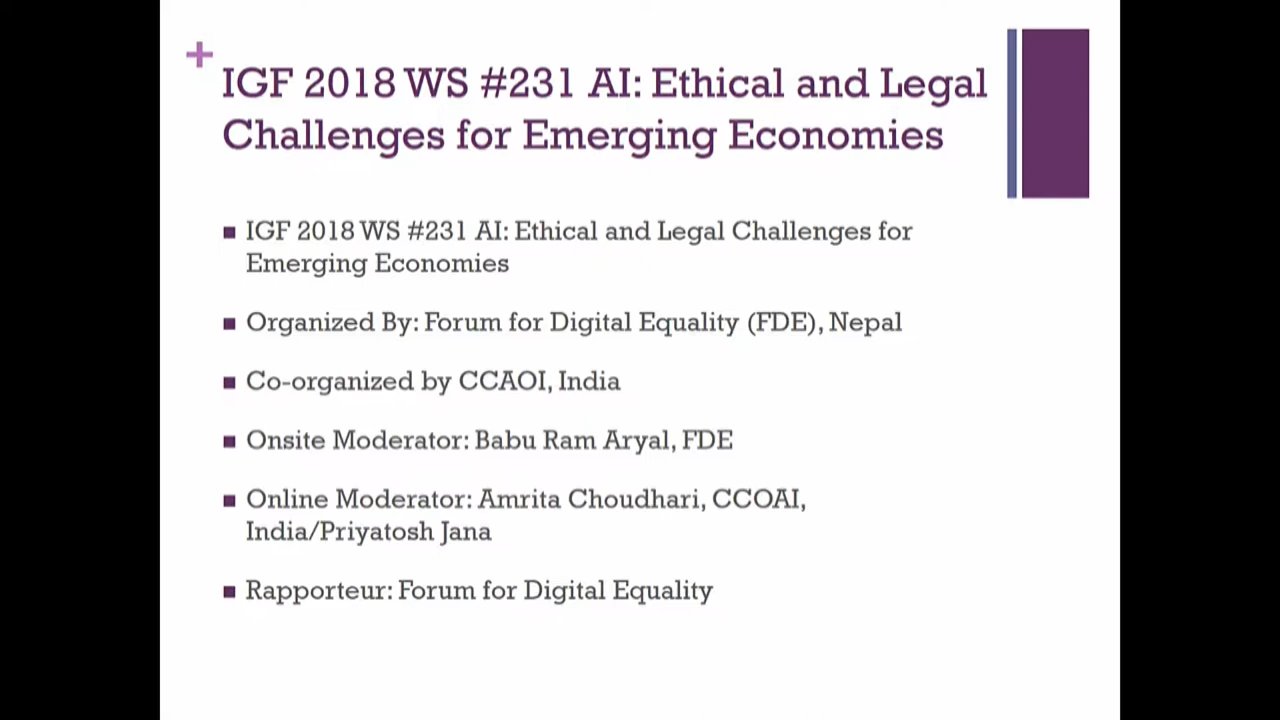 +
IGF 2018 WS #231 AI: Ethical and Legal
Challenges for Emerging Economies
■ IGF 2018 WS #231 AI: Ethical and Legal Challenges for
Emerging Economies
■ Organized By: Forum for Digital Equality (FDE), Nepal
■ Co-organized by CCAOI, India
■ Onsite Moderator: Babu Ram Aryal, FDE
■ Online Moderator: Amrita Choudhari, CCOAI,
India/Priyatosh Jana
■ Rapporteur: Forum for Digital Equality